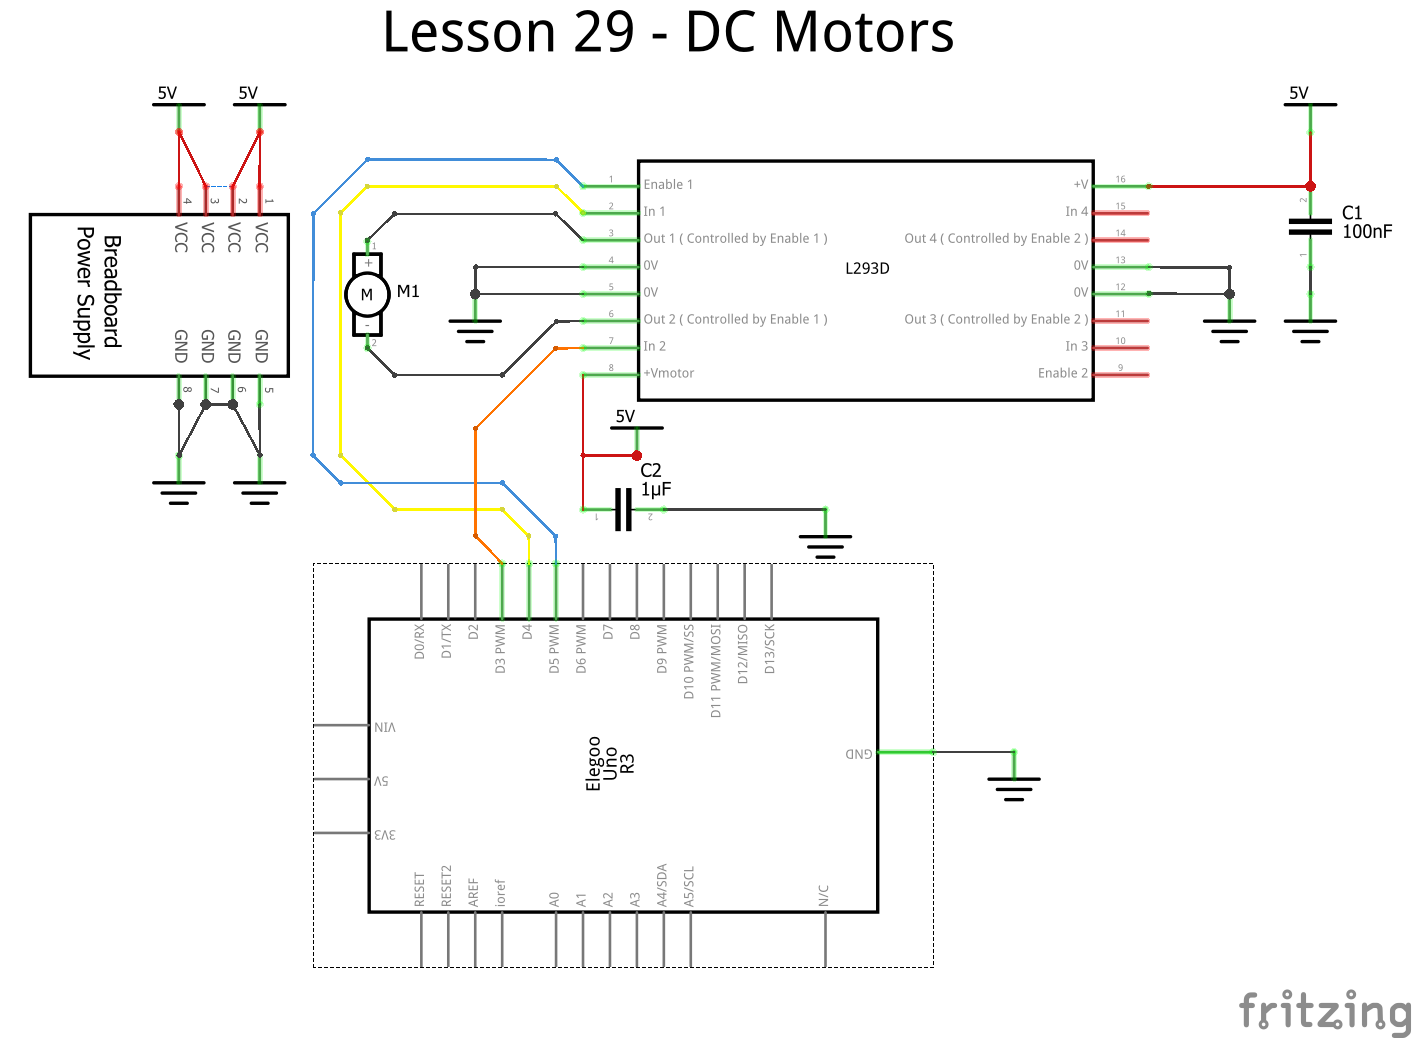 Lesson 29 - DC Motors
5V
5V
5V
4
3
2
1
VCC
VCC
VCC
VCC
Breadboard
Power Supply
GND
GND
GND
GND
8
7
6
5
1
+
M
M1
-
2
1
Enable 1
2
In 1
3
Out 1 ( Controlled by Enable 1 )
4
0V
5
0V
6
Out 2 ( Controlled by Enable 1 )
7
In 2
8
+Vmotor
L293D
+V
16
In 4
15
Out 4 ( Controlled by Enable 2 )
14
0V
13
0V
12
Out 3 ( Controlled by Enable 2 )
11
In 3
10
Enable 2
9
2
C1
100nF
1
5V
C2
1µF
1
2
D0/RX
D1/TX
D2
D3 PWM
D4
D5 PWM
D6 PWM
D7
D8
D9 PWM
D10 PWM/SS
D11 PWM/MOSI
D12/MISO
D13/SCK
VIN
5V
3V3
Elegoo
Uno
R3
GND
RESET
RESET2
AREF
ioref
A0
A1
A2
A3
A4/SDA
A5/SCL
N/C
fritzing